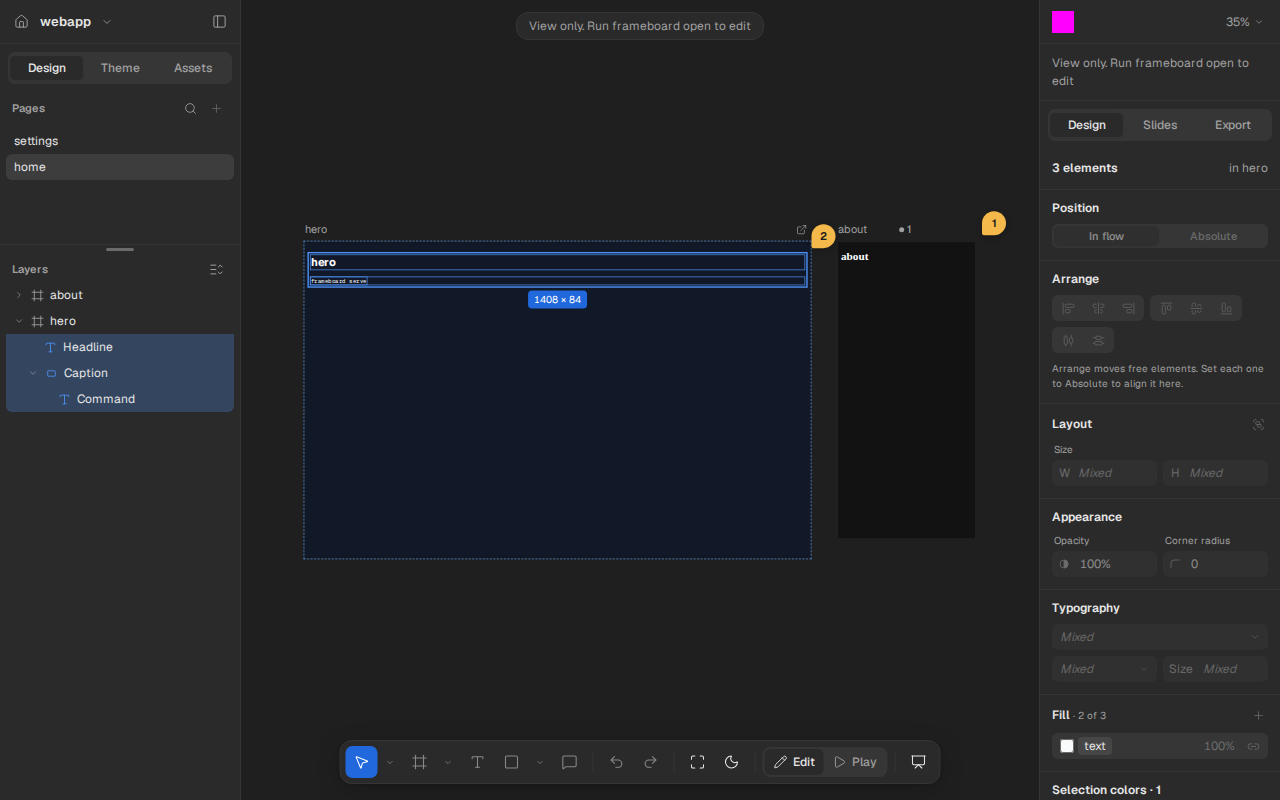 webapp
View only. Run frameboard open to edit
35%
View only. Run frameboard open to
edit
Design
Theme
Assets
Design
Slides
Export
Pages
settings
home
3 elements
in hero
Position
In flow
Absolute
hero
2
about
1
1
hero
frameboard serve
about
1408 × 84
Layers
about
hero
Headline
Caption
Command
Arrange
Arrange moves free elements. Set each one
to Absolute to align it here.
Layout
Size
W Mixed
H Mixed
Appearance
Opacity
Corner radius
100%
0
Typography
Mixed
Mixed
Size Mixed
Fill · 2 of 3
text
100%
Edit
Play
Selection colors · 1